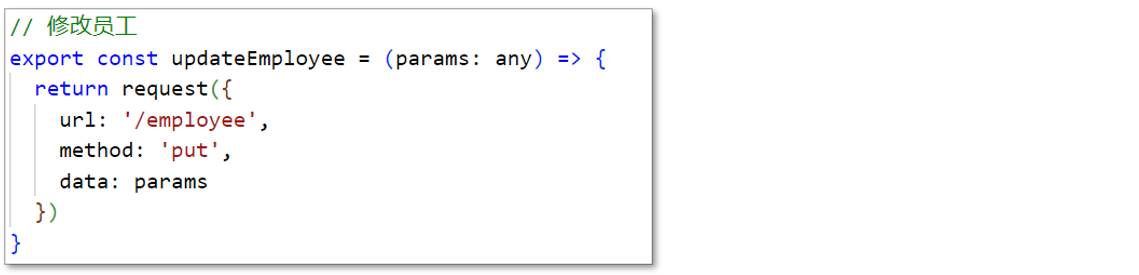 // 修改员工
export const updateEmployee = (params: any) => {
  return request({
    url: '/employee',
    method: 'put',
    data: params
  })
}